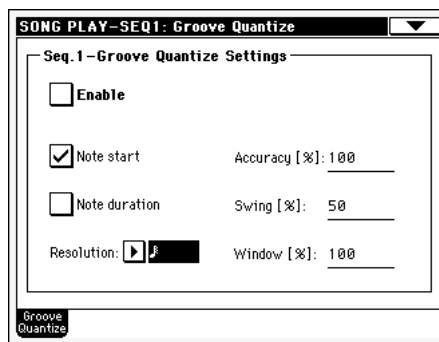 SONG PLAY-SEQ1: Groove Quantize
Seq.1-Groove Quantize Settings
Enable
Note start
Accuracy [%]: 100
Note duration
Swing [%]: 50
Resolution:
Window [%]: 100
Groove
Quantize